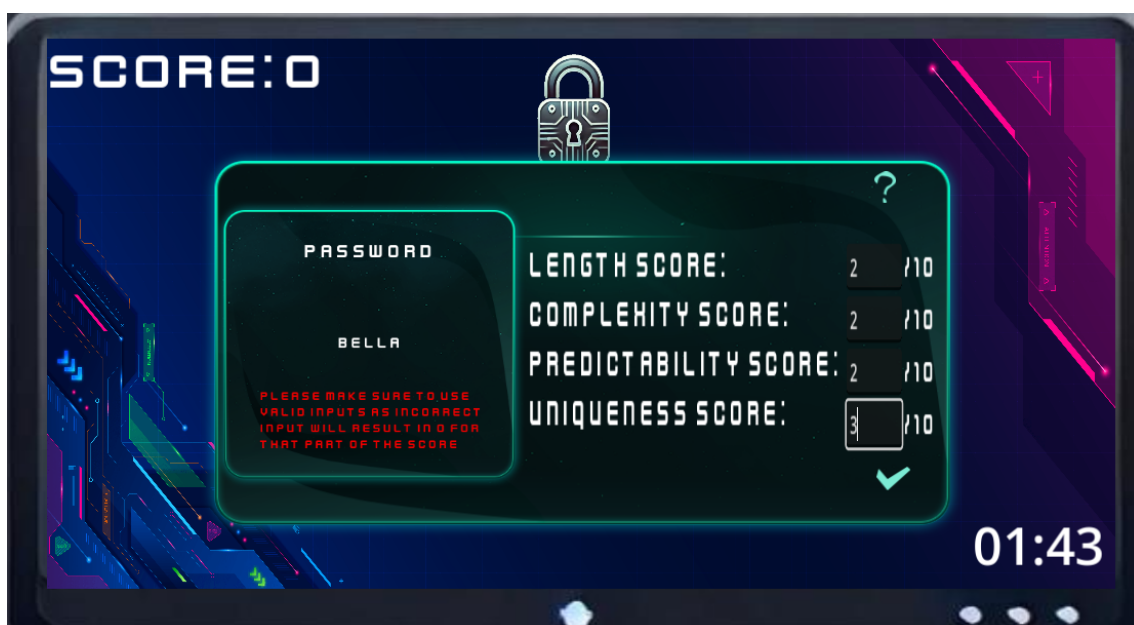 SCORE:0
?
PASSWORD
BELLA
PLEASE MAKE SURE TO USE
VALID INPUTS AS INCORRECT
INPUT WILL RESULT IN 0 FOR
THAT PART OF THE SCORE
LENGTH SCORE: 2 /10
COMPLEXITY SCORE: 2 /10
PREDICTABILITY SCORE: 2 /10
UNIQUENESS SCORE: 3 /10
01:43